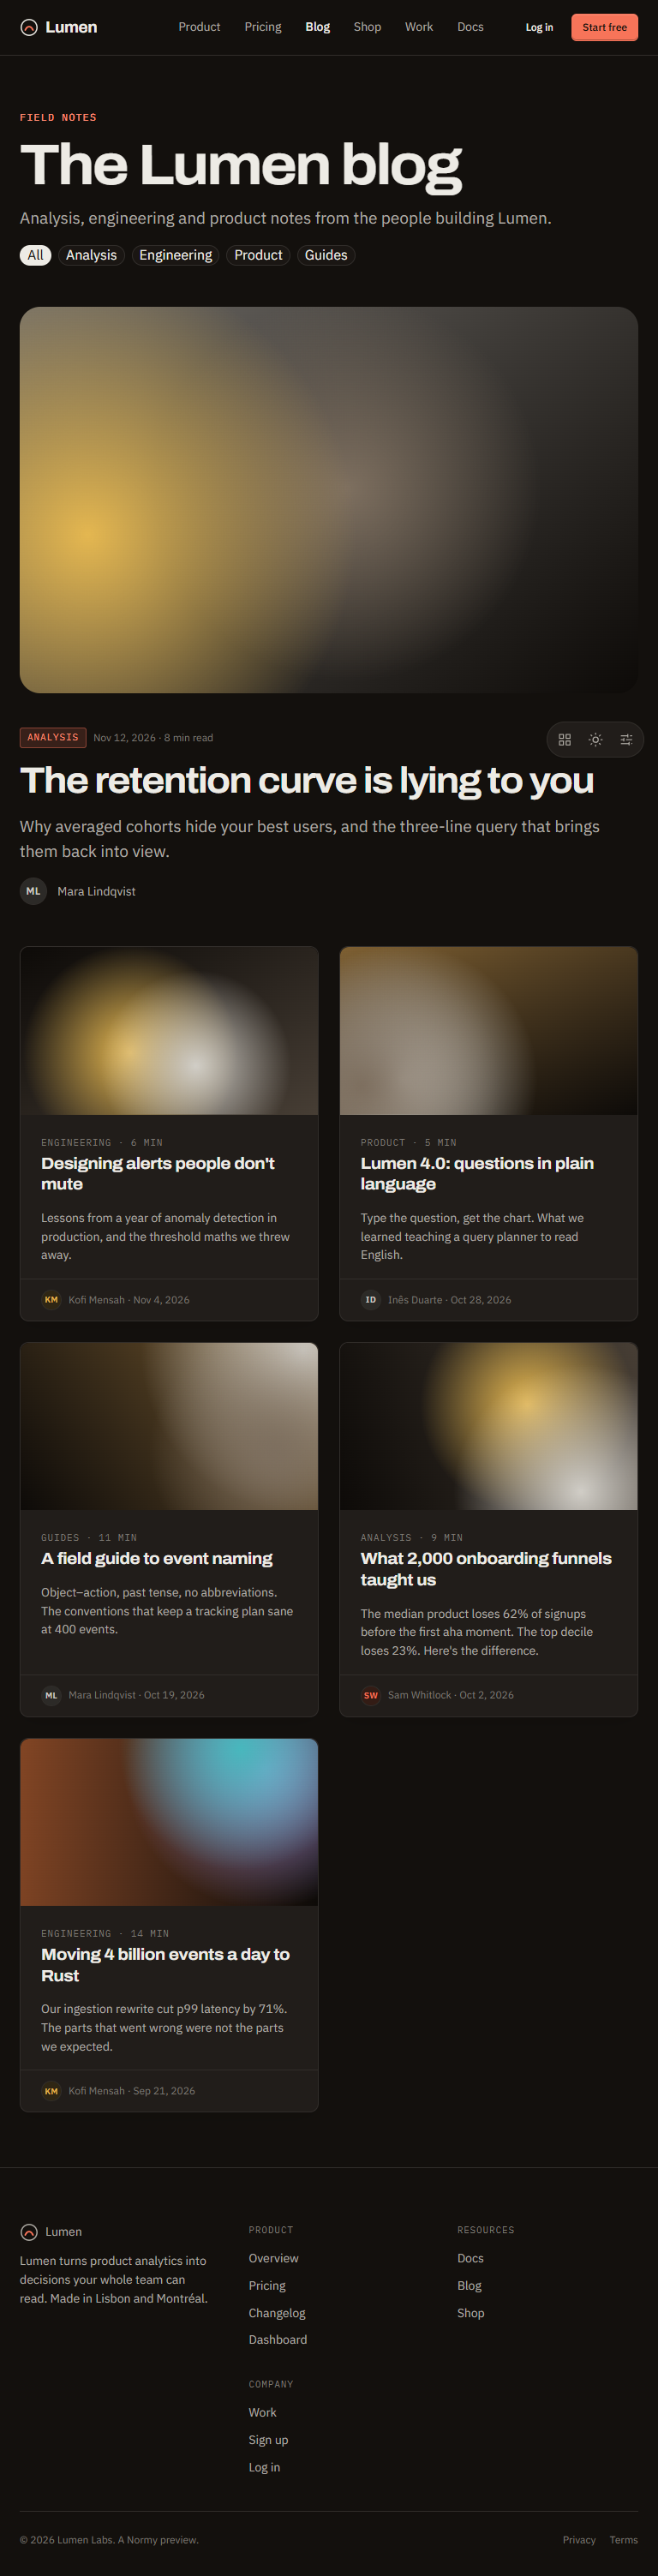 Lumen
Product Pricing Blog Shop Work Docs Log in Start free
FIELD NOTES
The Lumen blog
Analysis, engineering and product notes from the people building Lumen.
All Analysis Engineering Product Guides
ANALYSIS Nov 12, 2026 · 8 min read
The retention curve is lying to you
Why averaged cohorts hide your best users, and the three-line query that brings
them back into view.
ML Mara Lindqvist
ENGINEERING · 6 MIN
Designing alerts people don't
mute
Lessons from a year of anomaly detection in
production, and the threshold maths we threw
away.
KM Kofi Mensah · Nov 4, 2026
PRODUCT · 5 MIN
Lumen 4.0: questions in plain
language
Type the question, get the chart. What we
learned teaching a query planner to read
English.
ID Inês Duarte · Oct 28, 2026
GUIDES · 11 MIN
A field guide to event naming
Object–action, past tense, no abbreviations.
The conventions that keep a tracking plan sane
at 400 events.
ML Mara Lindqvist · Oct 19, 2026
ANALYSIS · 9 MIN
What 2,000 onboarding funnels
taught us
The median product loses 62% of signups
before the first aha moment. The top decile
loses 23%. Here's the difference.
SW Sam Whitlock · Oct 2, 2026
ENGINEERING · 14 MIN
Moving 4 billion events a day to
Rust
Our ingestion rewrite cut p99 latency by 71%.
The parts that went wrong were not the parts
we expected.
KM Kofi Mensah · Sep 21, 2026
Lumen
Lumen turns product analytics into
decisions your whole team can
read. Made in Lisbon and Montréal.
PRODUCT
Overview
Pricing
Changelog
Dashboard
RESOURCES
Docs
Blog
Shop
COMPANY
Work
Sign up
Log in
© 2026 Lumen Labs. A Normy preview.
Privacy Terms